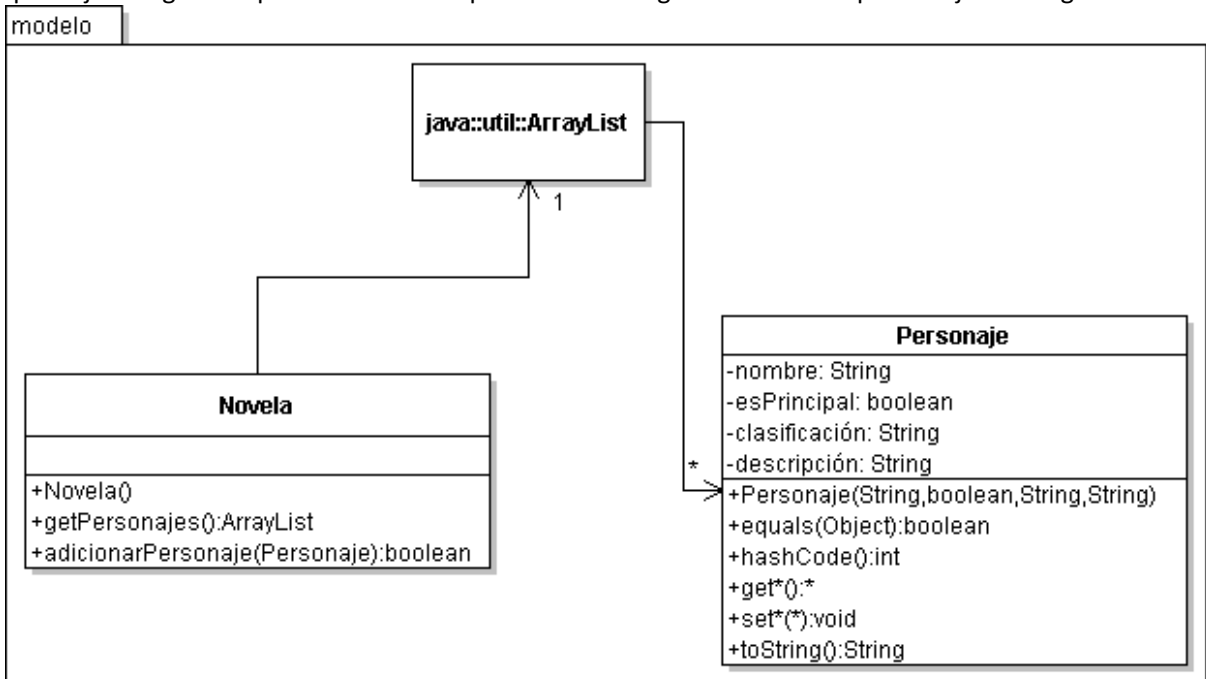 modelo
java::util::ArrayList
1
Novela
+Novela()
+getPersonajes():ArrayList
+adicionarPersonaje(Personaje):boolean
*
Personaje
-nombre: String
-esPrincipal: boolean
-clasificación: String
-descripción: String
+Personaje(String,boolean,String,String)
+equals(Object):boolean
+hashCode():int
+get*():*
+set*(*):void
+toString():String